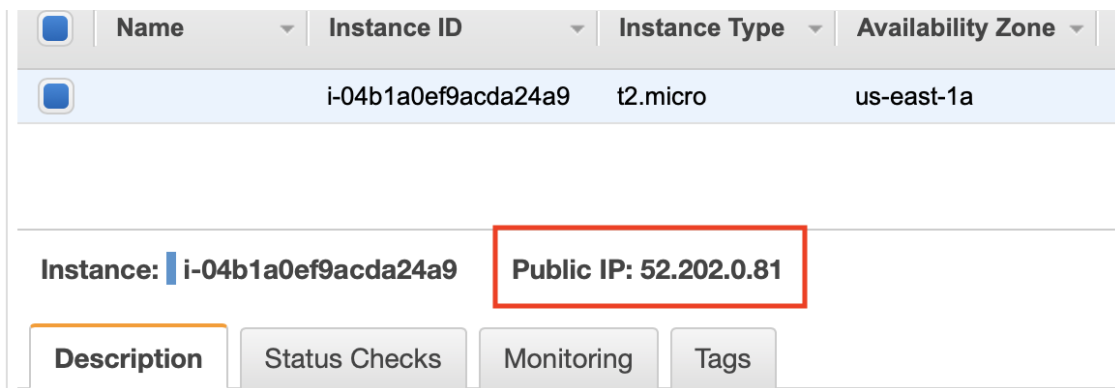 Name Instance ID Instance Type Availability Zone
i-04b1a0ef9acda24a9 t2.micro us-east-1a
Instance: i-04b1a0ef9acda24a9 Public IP: 52.202.0.81
Description Status Checks Monitoring Tags